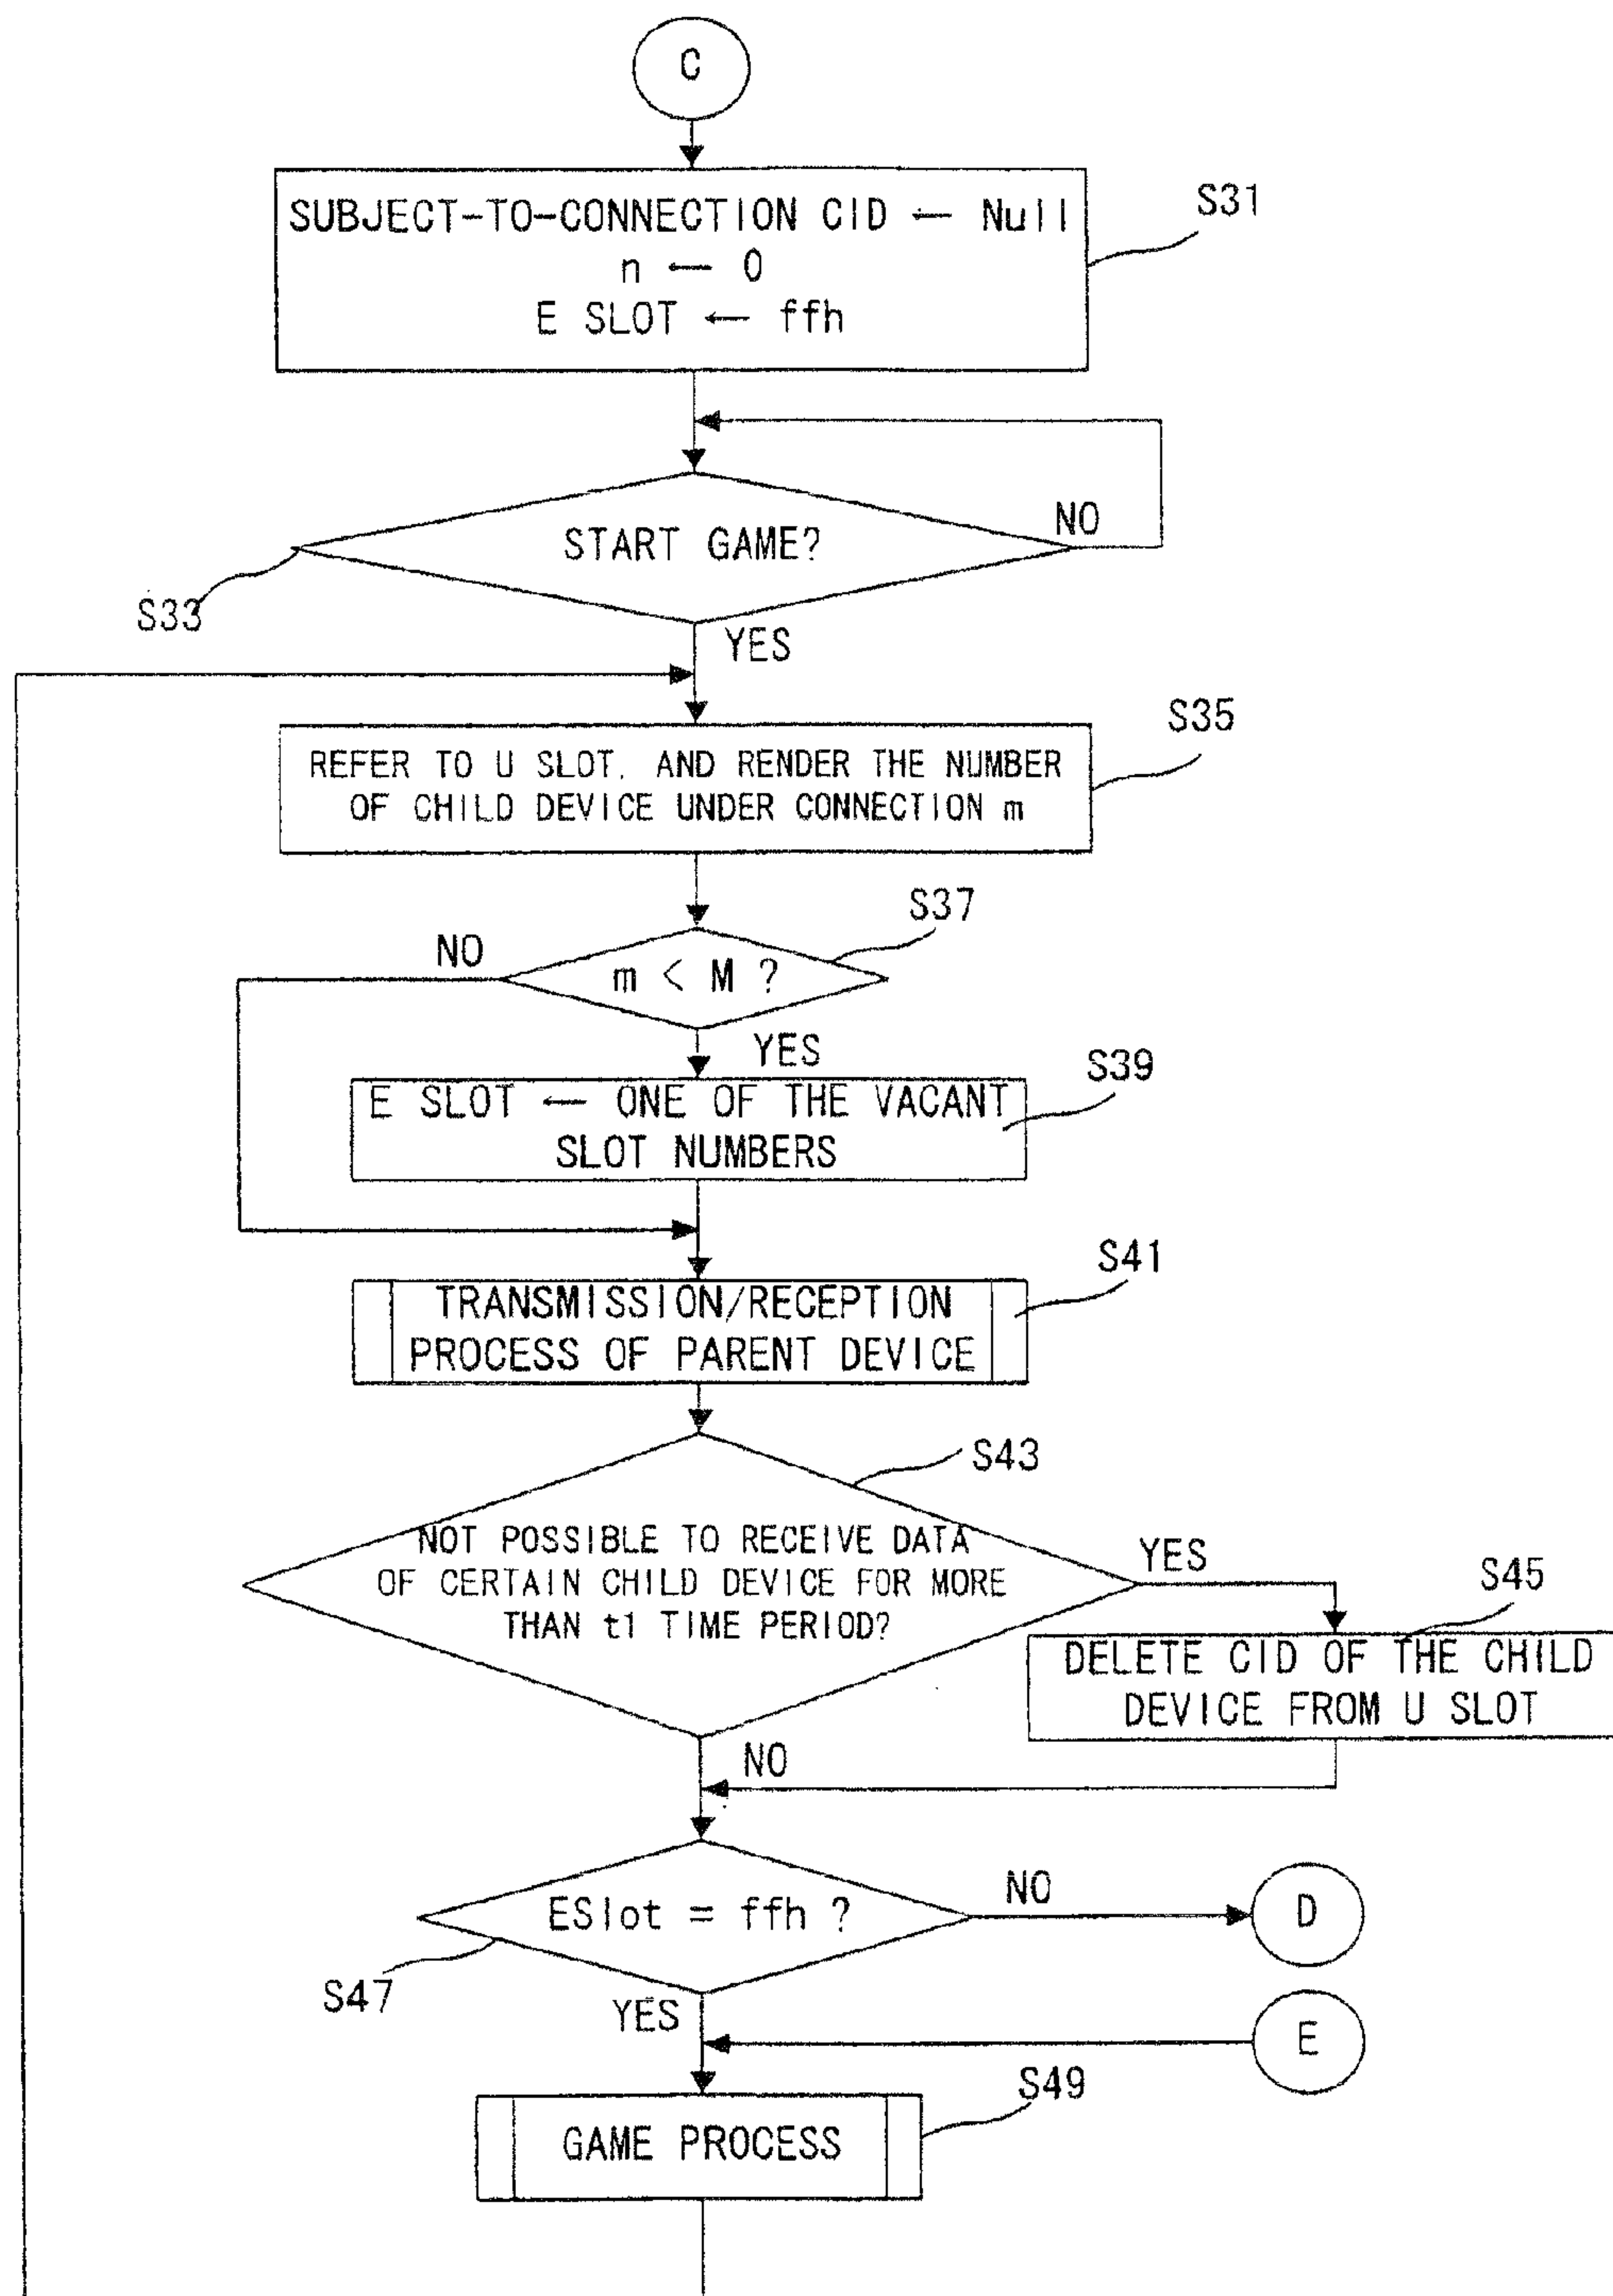 C
SUBJECT-TO-CONNECTION CID ← Null
n ← 0
E SLOT ← ffh
S31
START GAME?
NO
S33
YES
S35
REFER TO U SLOT. AND RENDER THE NUMBER
OF CHILD DEVICE UNDER CONNECTION m
S37
NO
m < M ?
YES
S39
E SLOT ← ONE OF THE VACANT
SLOT NUMBERS
S41
TRANSMISSION/RECEPTION
PROCESS OF PARENT DEVICE
S43
NOT POSSIBLE TO RECEIVE DATA
OF CERTAIN CHILD DEVICE FOR MORE
THAN t1 TIME PERIOD?
YES
S45
DELETE CID OF THE CHILD
DEVICE FROM U SLOT
NO
ESlot = ffh ?
NO
D
S47
YES
E
S49
GAME PROCESS